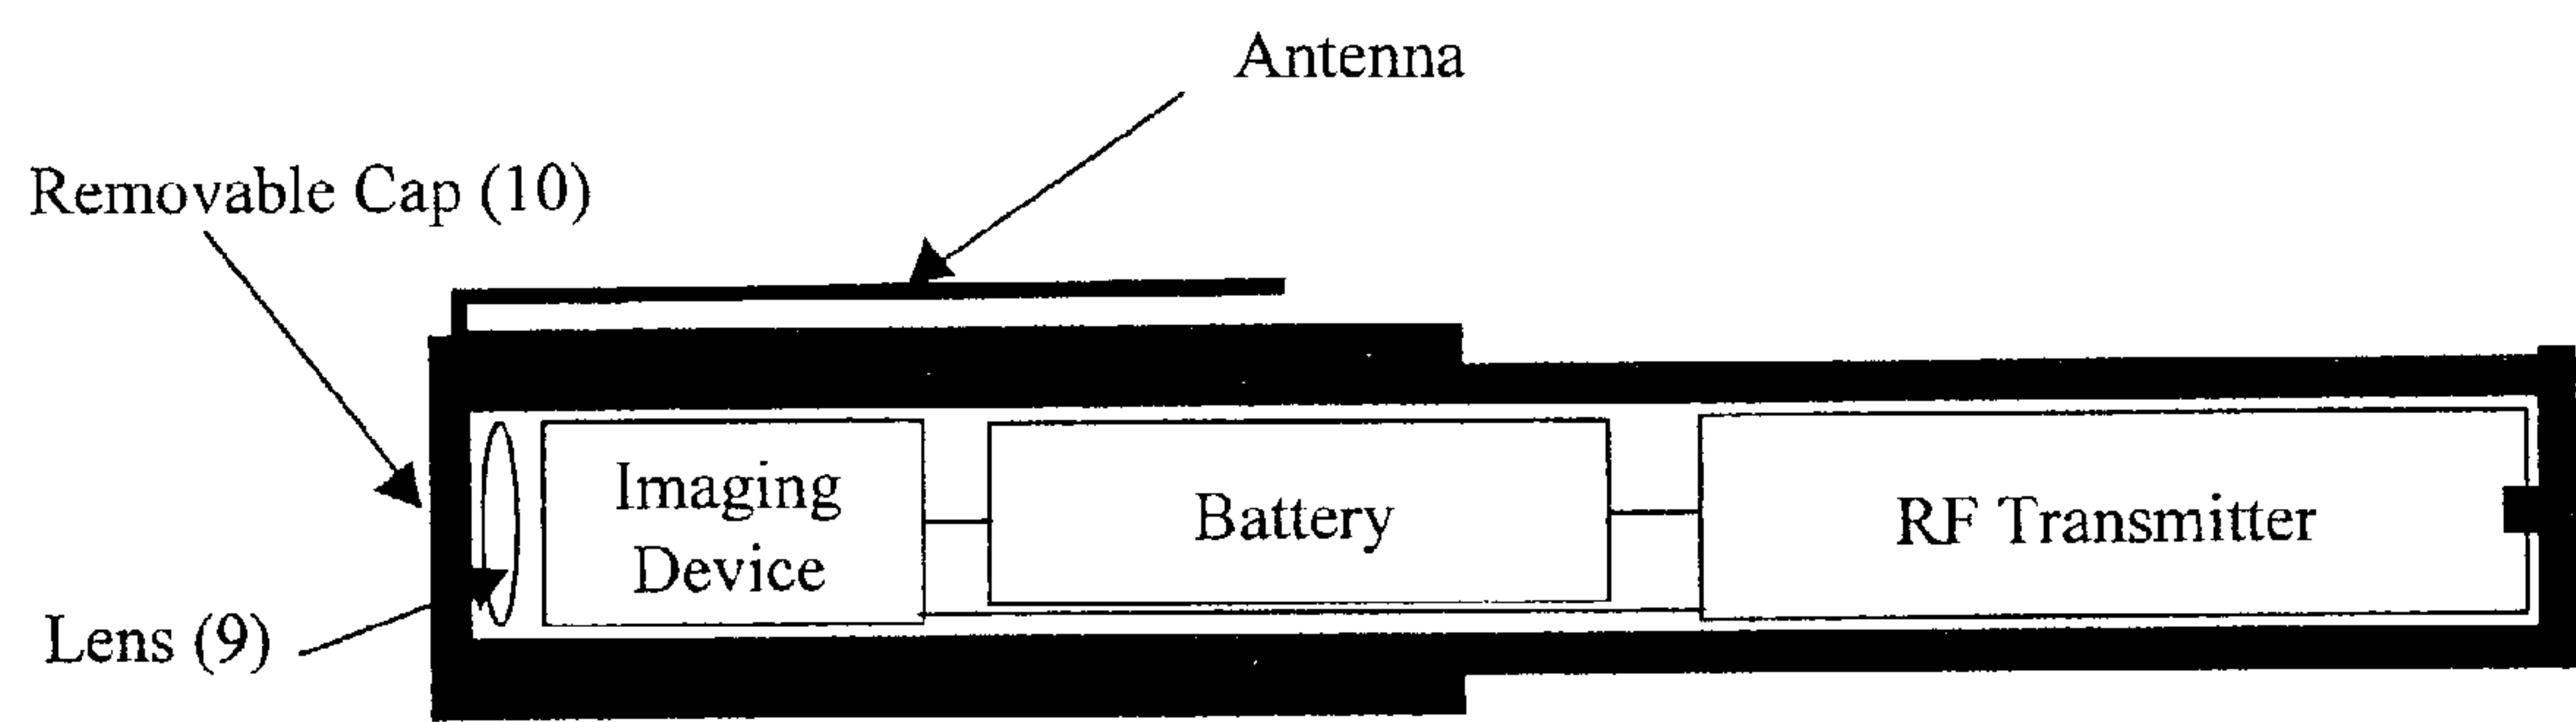 Antenna
Removable Cap (10)
Imaging
Device
Battery
RF Transmitter
Lens (9)